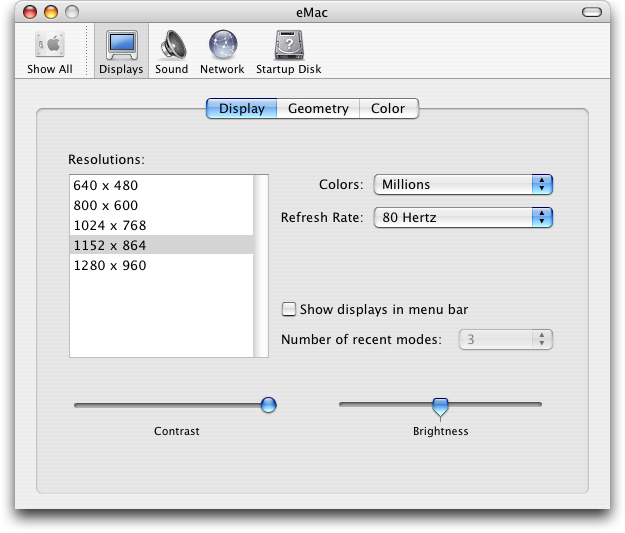 eMac
Show All Displays Sound Network Startup Disk
Display Geometry Color
Resolutions:
640 x 480
800 x 600
1024 x 768
1152 x 864
1280 x 960
Colors: Millions
Refresh Rate: 80 Hertz
Show displays in menu bar
Number of recent modes: 3
Contrast
Brightness